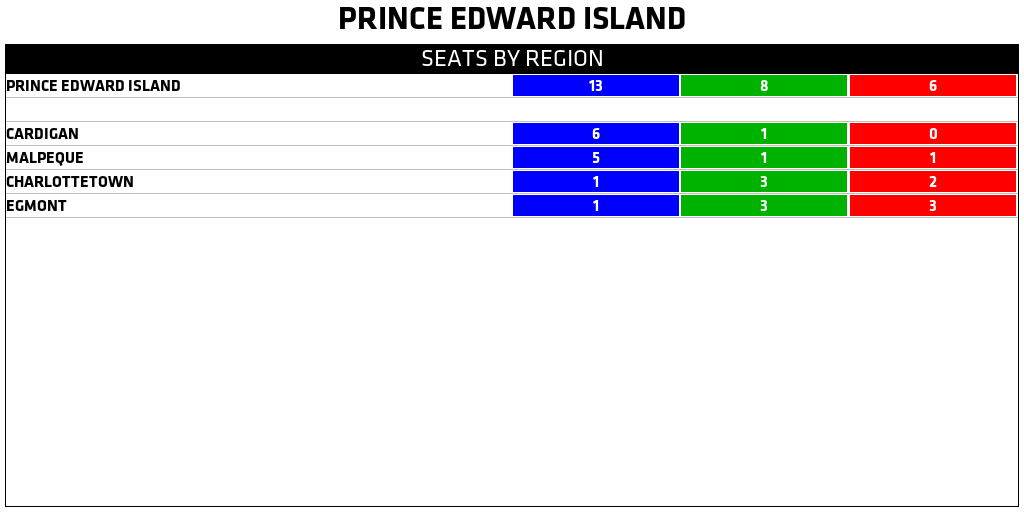 PRINCE EDWARD ISLAND
SEATS BY REGION
PRINCE EDWARD ISLAND 13 8 6
CARDIGAN 6 1 0
MALPEQUE 5 1 1
CHARLOTTETOWN 1 3 2
EGMONT 1 3 3